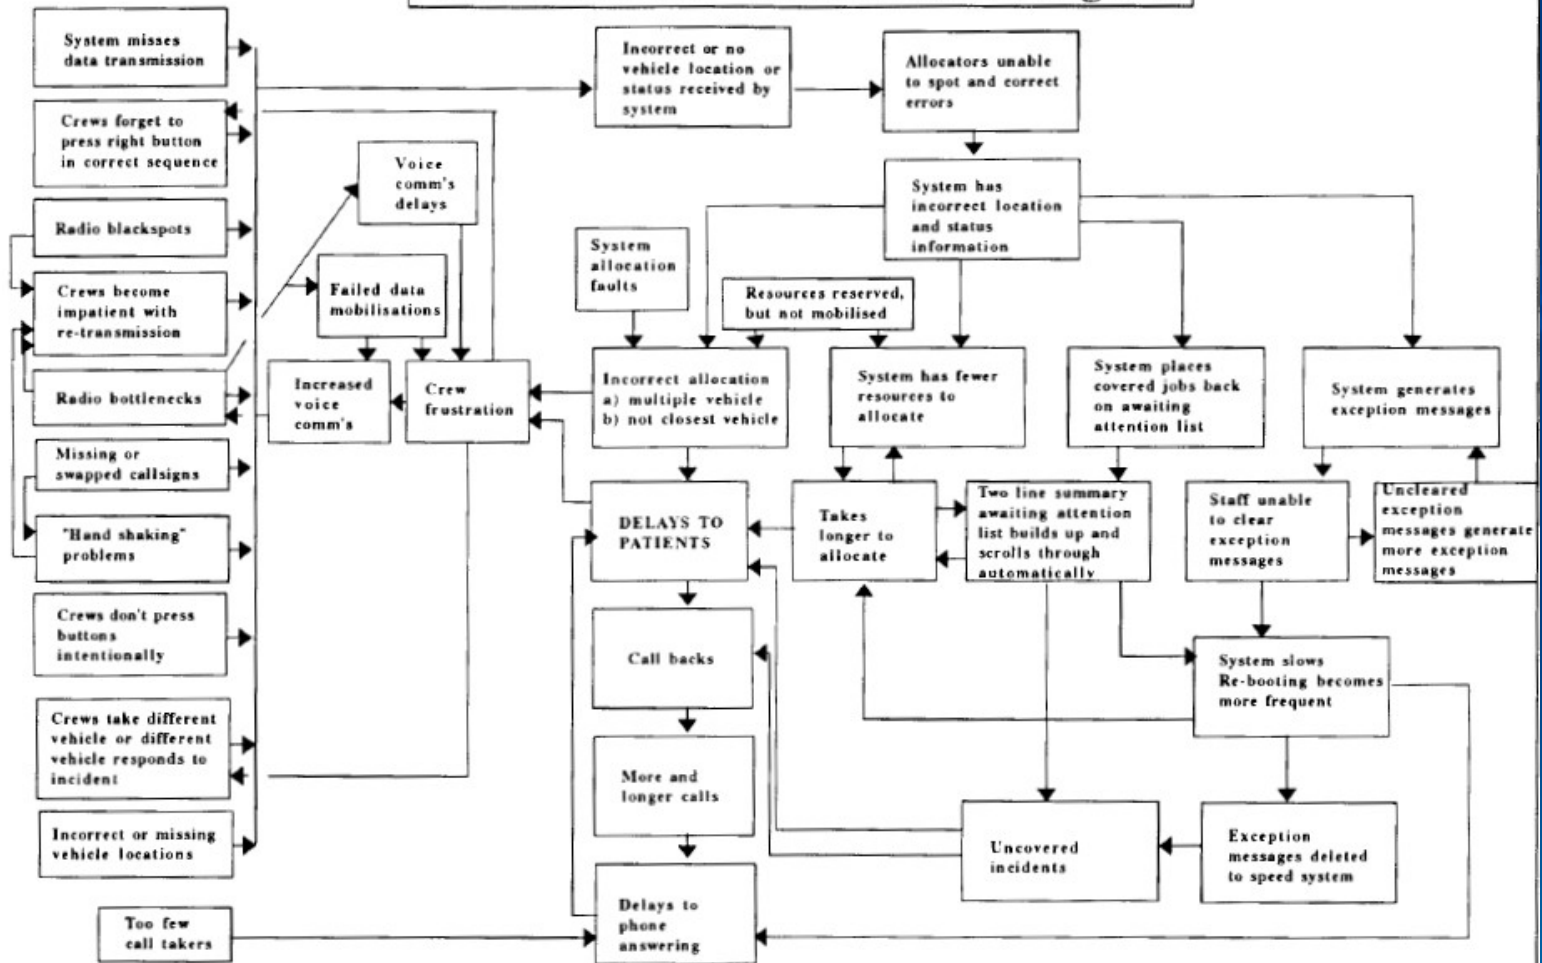 System misses
data transmission
Crews forget to
press right button
in correct sequence
Radio blackspots
Crews become
impatient with
re-transmission
Radio bottlenecks
Missing or
swapped callsigns
"Hand shaking"
problems
Crews don't press
buttons
intentionally
Crews take different
vehicle or different
vehicle responds to
incident
Incorrect or missing
vehicle locations
Too few
call takers
Voice
comm's
delays
Failed data
mobilisations
Increased
voice
comm's
Crew
frustration
Incorrect or no
vehicle location or
status received by
system
Allocators unable
to spot and correct
errors
System has
incorrect location
and status
information
System
allocation
faults
Resources reserved,
but not mobilised
Incorrect allocation
a) multiple vehicle
b) not closest vehicle
System has fewer
resources to
allocate
System places
covered jobs back
on awaiting
attention list
System generates
exception messages
DELAYS TO
PATIENTS
Takes
longer to
allocate
Two line summary
awaiting attention
list builds up and
scrolls through
automatically
Staff unable
to clear
exception
messages
Uncleared
exception
messages generate
more exception
messages
Call backs
System slows
Re-booting becomes
more frequent
More and
longer calls
Uncovered
incidents
Exception
messages deleted
to speed system
Delays to
phone
answering